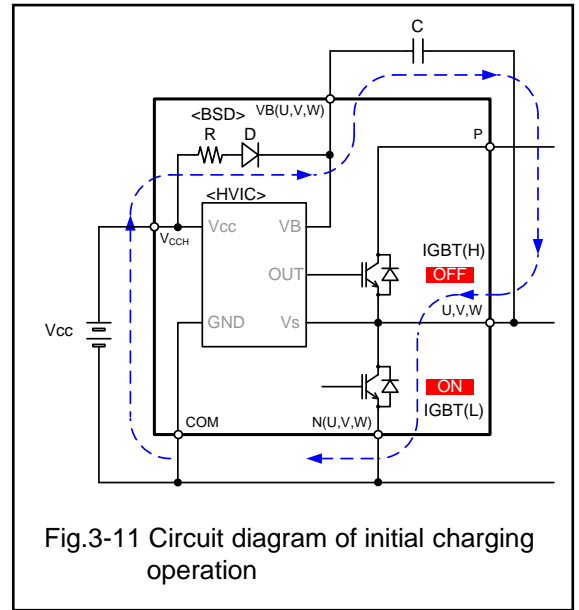 C
VB(U,V,W)
<BSD>
R D
P
<HVIC>
VCCH
Vcc VB
IGBT(H)
OUT
OFF
U,V,W
Vcc
GND Vs
ON
IGBT(L)
COM
N(U,V,W)
Fig.3-11 Circuit diagram of initial charging
operation